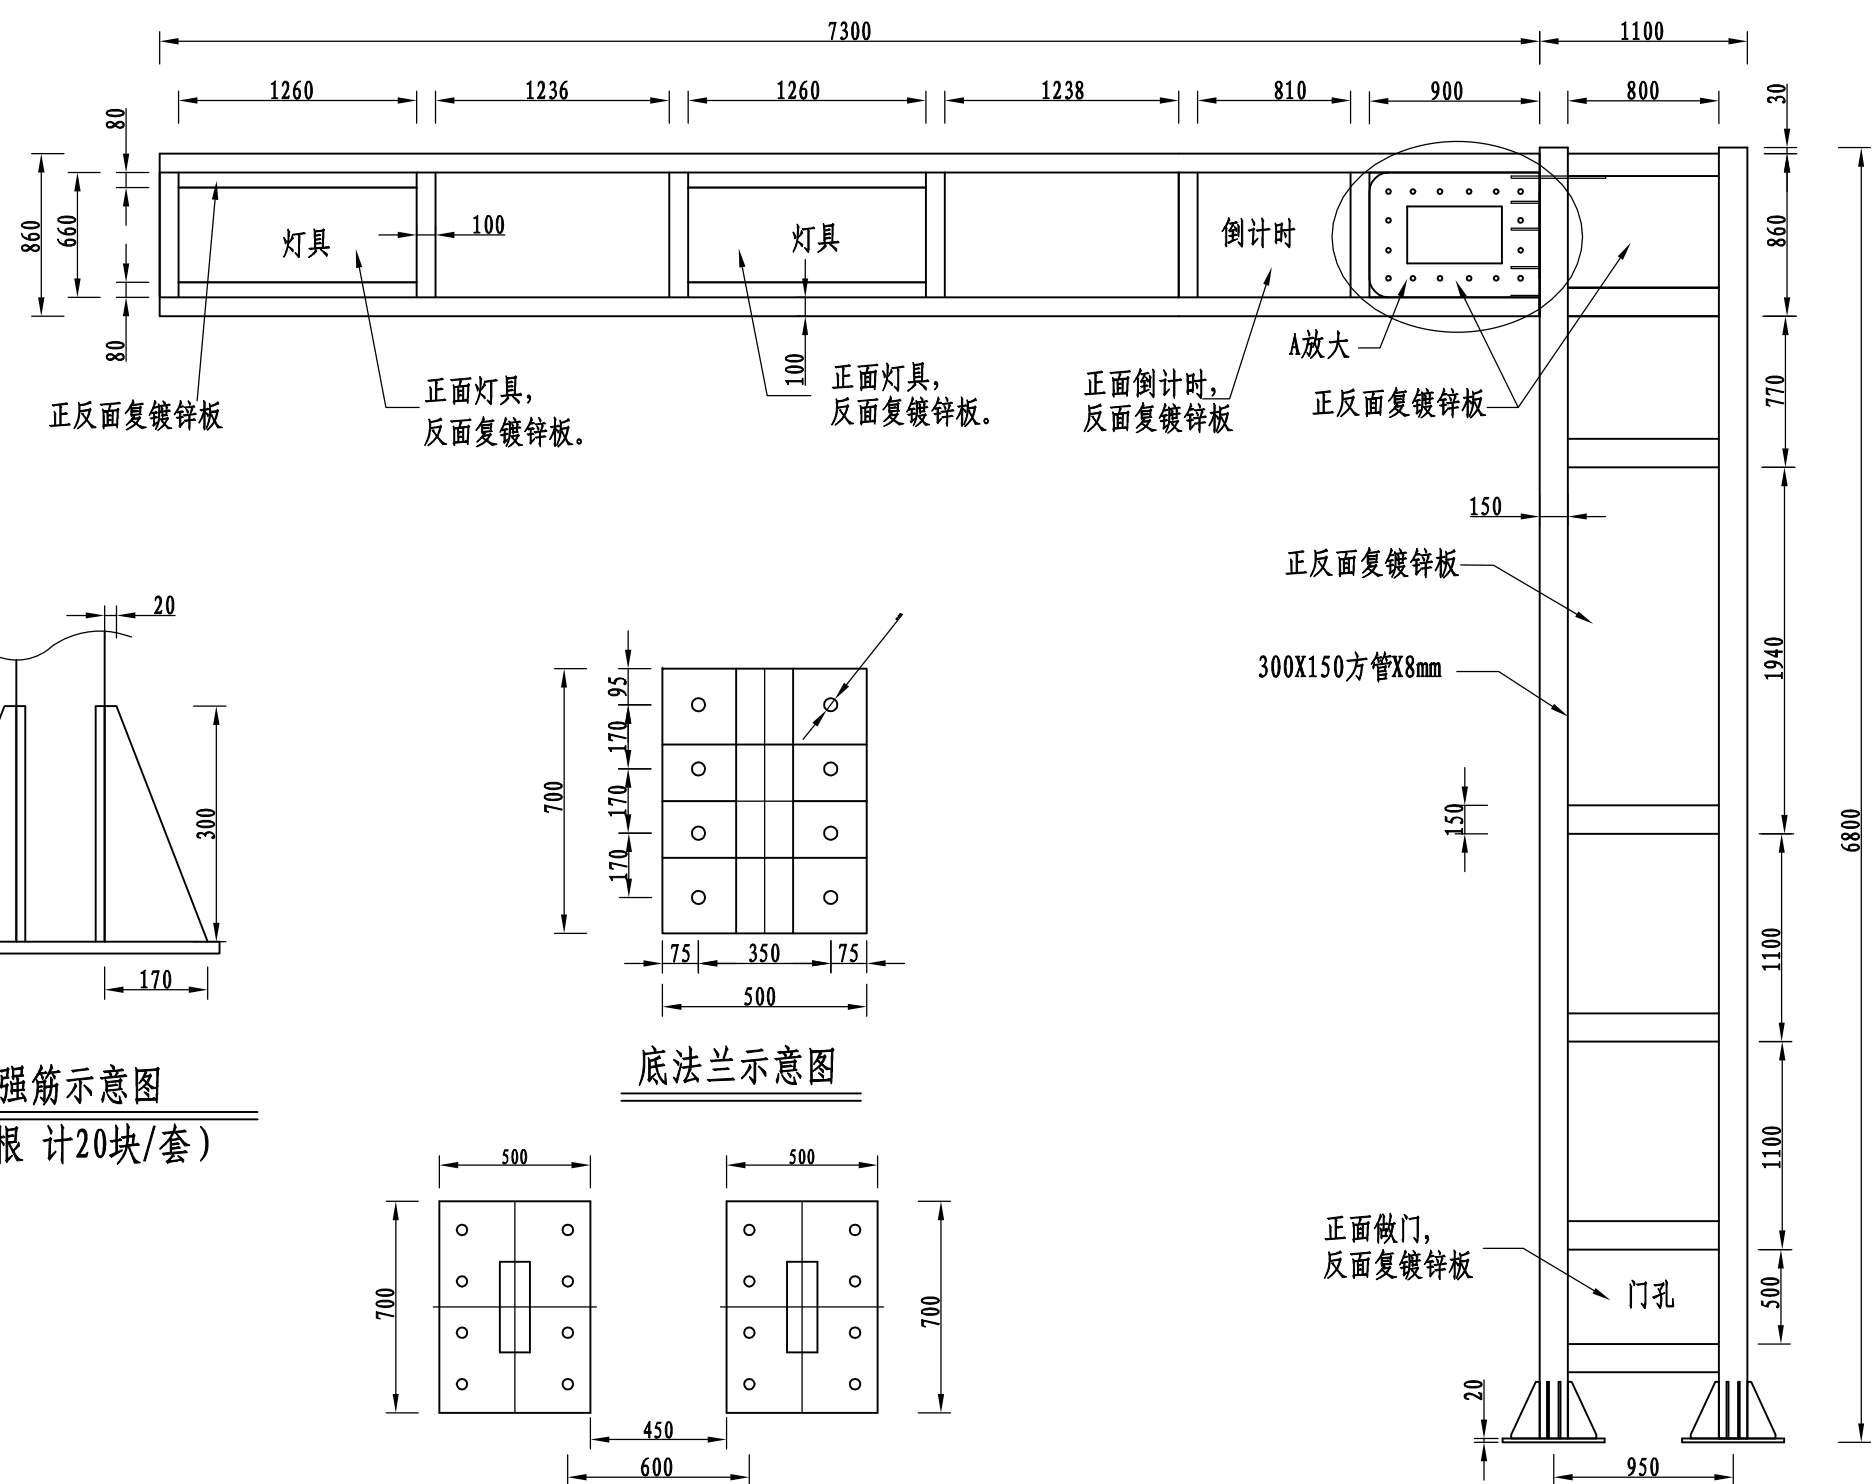 7300
1100
1260
1236
1260
1238
810
900
800
30
80
860
660
80
100
100
灯具
灯具
倒计时
860
A放大
正反面复镀锌板
正面灯具，
反面复镀锌板。
正面灯具，
反面复镀锌板。
正面倒计时，
反面复镀锌板
正反面复镀锌板
770
150
正反面复镀锌板
1940
300X150方管X8mm
6800
150
1100
1100
正面做门，
反面复镀锌板
门孔
500
20
950
20
300
170
强筋示意图
根 计20块/套）
95
170
170
170
700
75
350
75
500
底法兰示意图
500
500
700
700
450
600